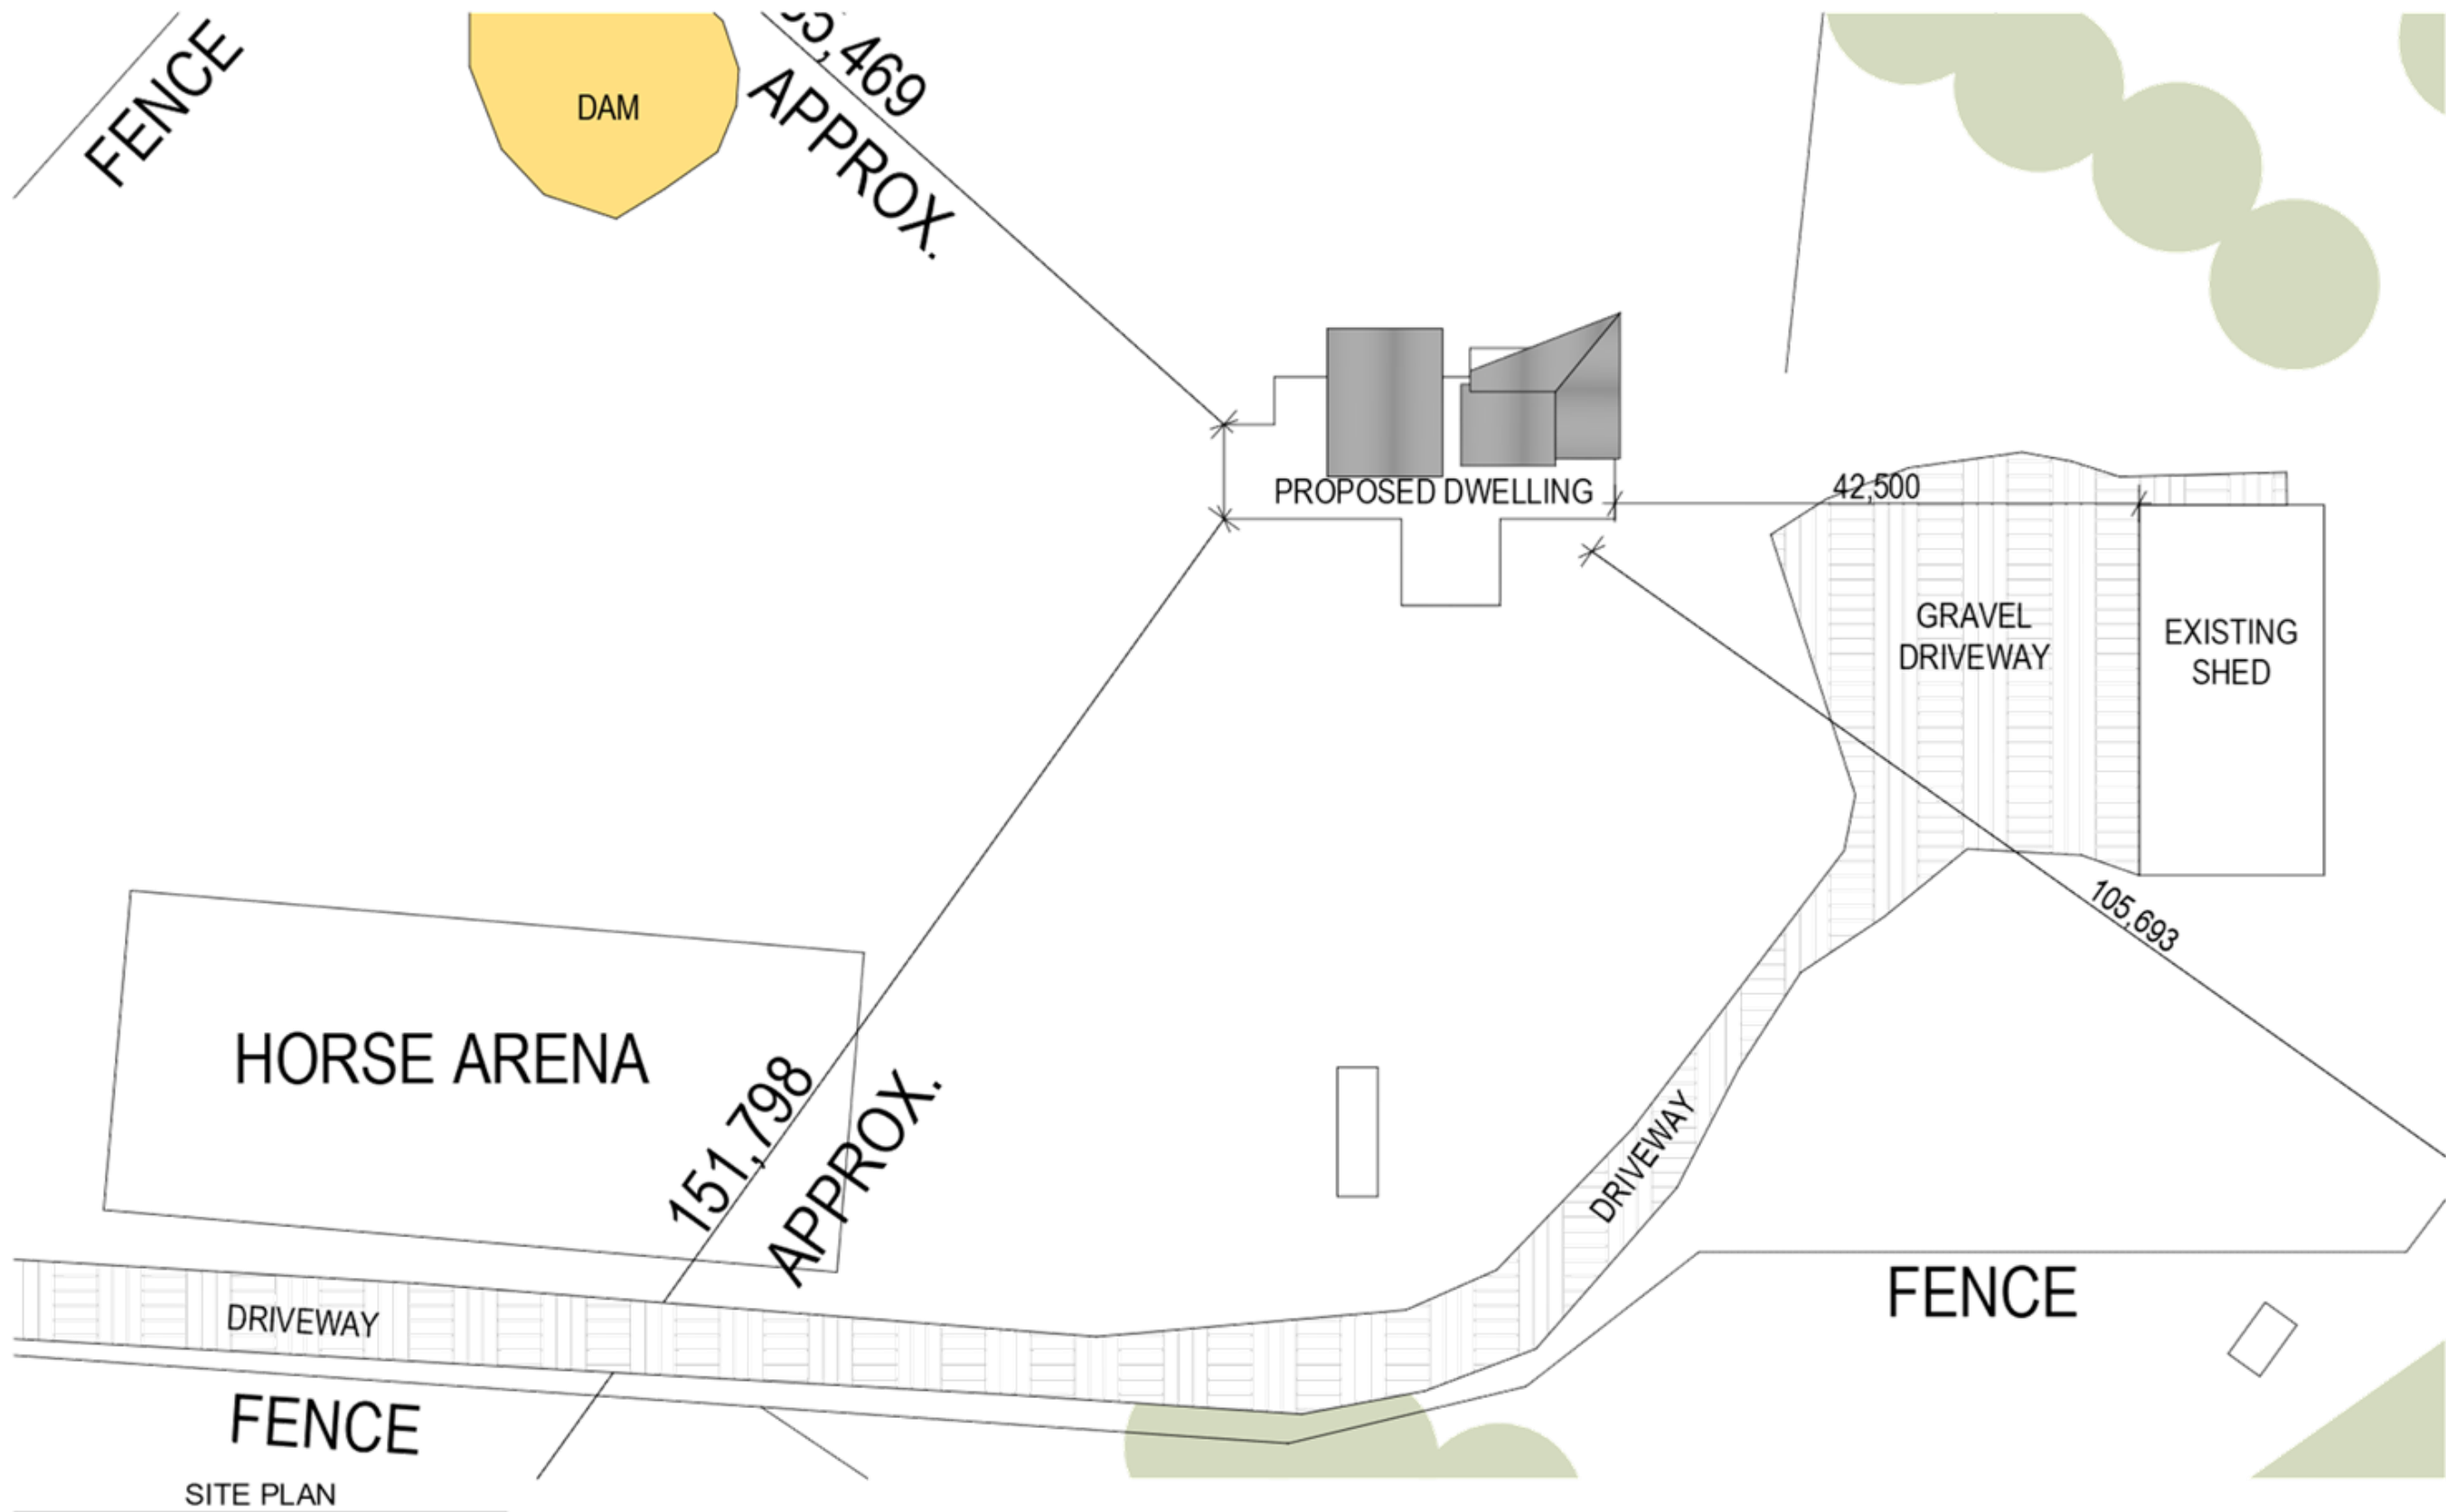 FENCE
DAM
APPROX.
PROPOSED DWELLING
42,500
GRAVEL
DRIVEWAY
EXISTING
SHED
105,693
HORSE ARENA
151,798
APPROX.
DRIVEWAY
DRIVEWAY
FENCE
FENCE
SITE PLAN